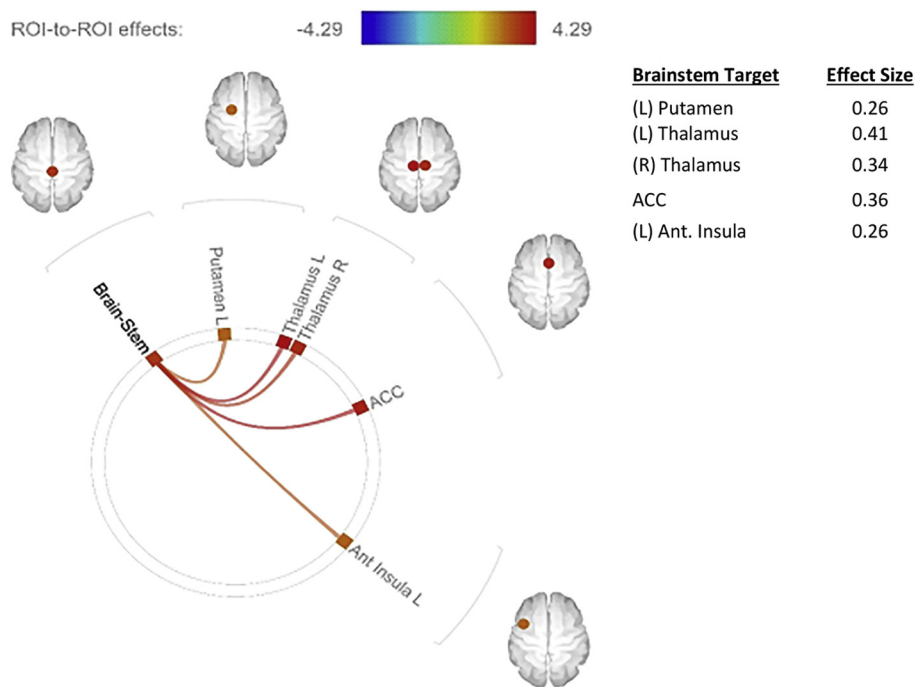 ROI-to-ROI effects: -4.29 4.29
Brainstem Target Effect Size
(L) Putamen 0.26
(L) Thalamus 0.41
(R) Thalamus 0.34
ACC 0.36
(L) Ant. Insula 0.26
Brain-Stem
Putamen L
Thalamus L
Thalamus R
ACC
Ant Insula L